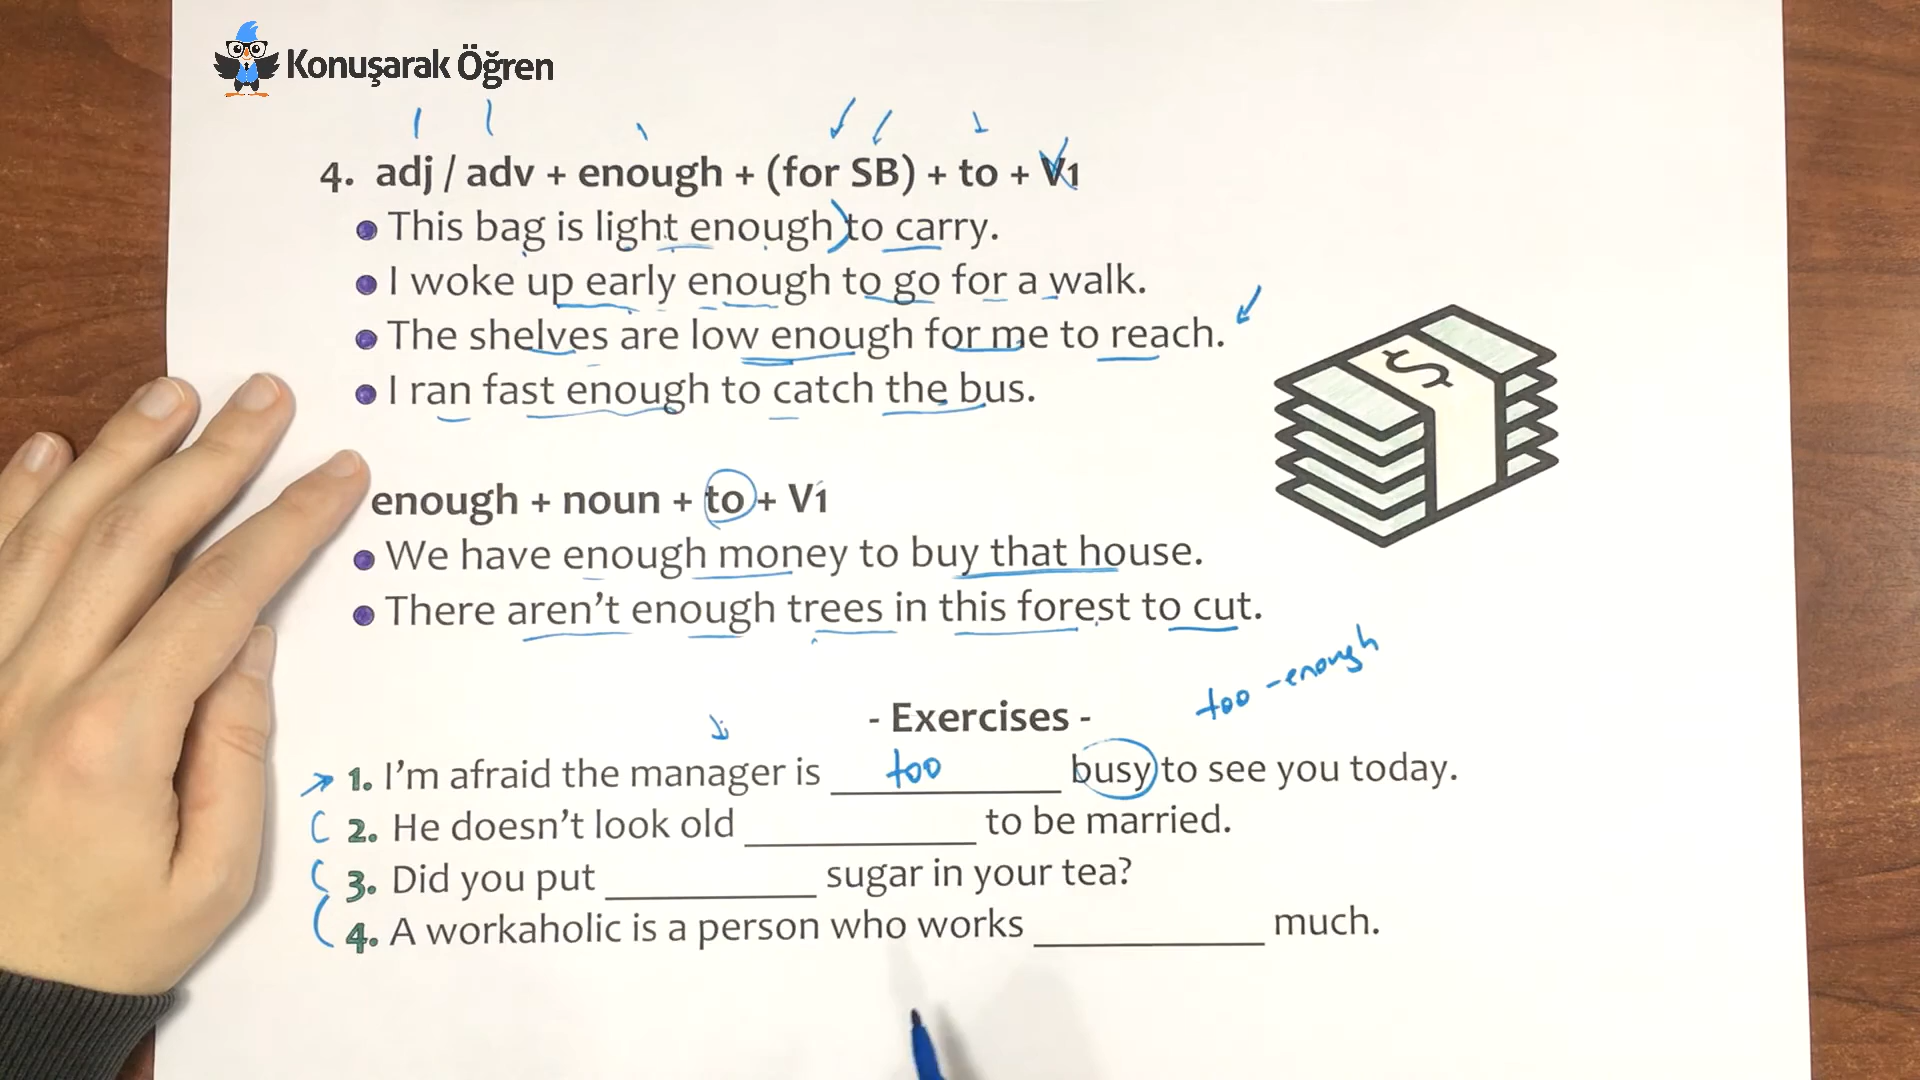 Konuşarak Öğren
4. adj / adv + enough + (for SB) + to + V1
This bag is light enough to carry.
I woke up early enough to go for a walk.
The shelves are low enough for me to reach.
I ran fast enough to catch the bus.
enough + noun + to + V1
We have enough money to buy that house.
There aren't enough trees in this forest to cut.
too - enough
- Exercises -
1. I'm afraid the manager is too busy to see you today.
2. He doesn't look old ____________ to be married.
3. Did you put ____________ sugar in your tea?
4. A workaholic is a person who works ____________ much.